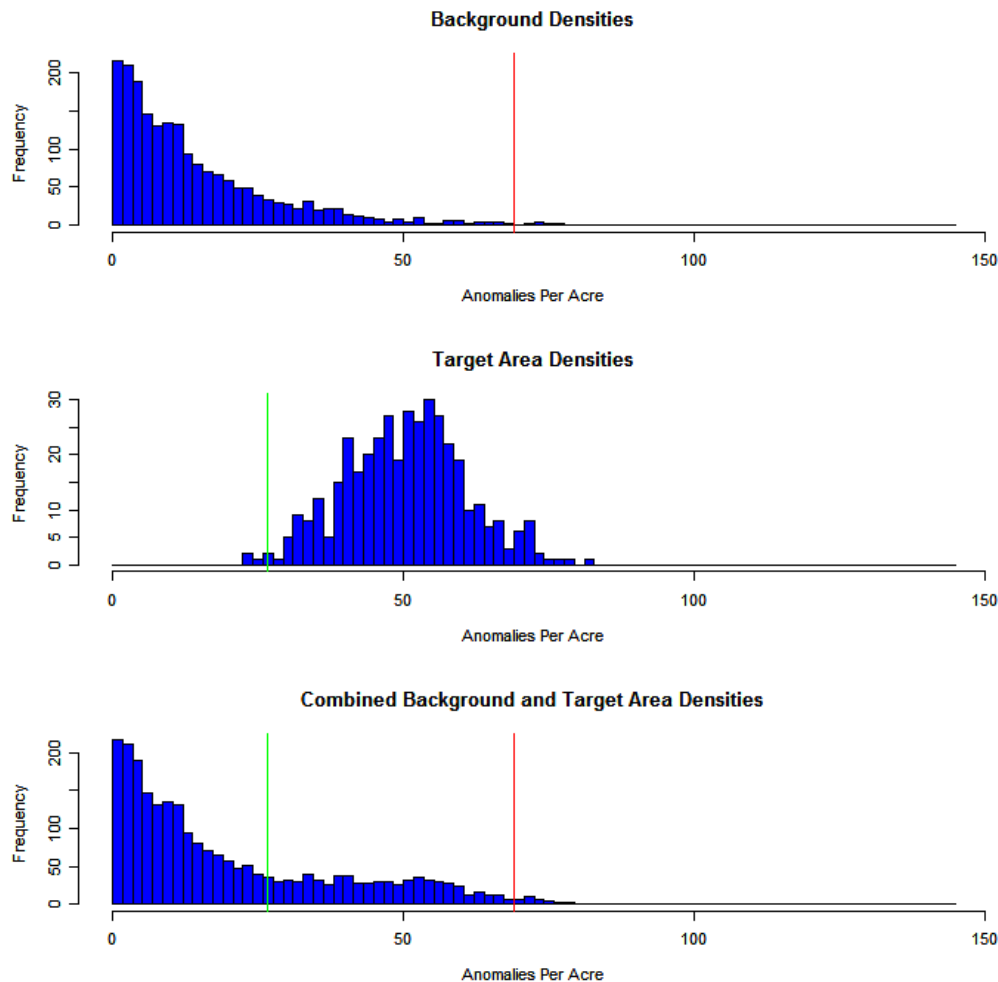 Background Densities
Frequency
0 50 100 200
0 50 100 150
Anomalies Per Acre
Target Area Densities
Frequency
0 5 10 20 30
0 50 100 150
Anomalies Per Acre
Combined Background and Target Area Densities
Frequency
0 50 100 200
0 50 100 150
Anomalies Per Acre